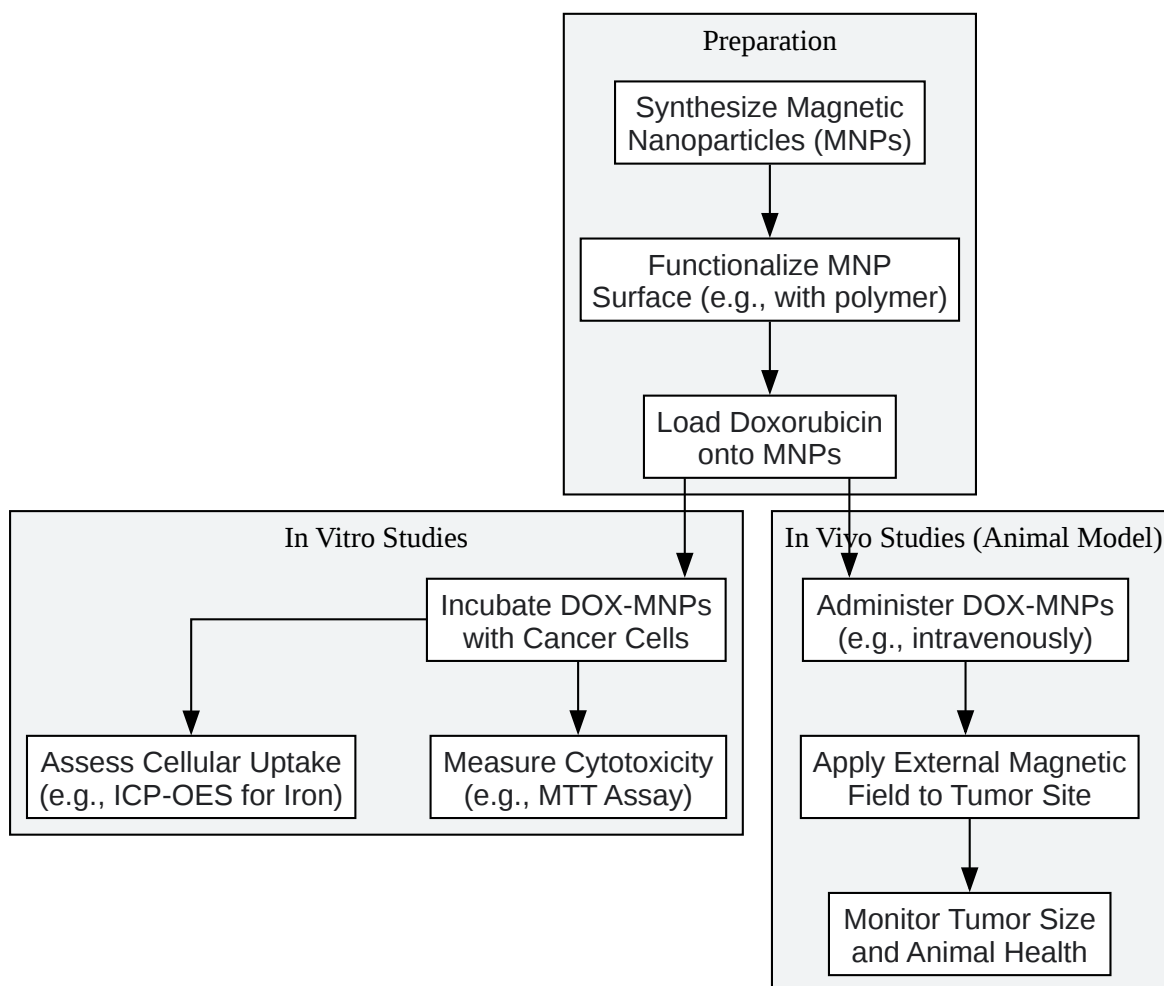 Preparation
Synthesize Magnetic
Nanoparticles (MNPs)
Functionalize MNP
Surface (e.g., with polymer)
Load Doxorubicin
onto MNPs
In Vitro Studies
Incubate DOX-MNPs
with Cancer Cells
Assess Cellular Uptake
(e.g., ICP-OES for Iron)
Measure Cytotoxicity
(e.g., MTT Assay)
In Vivo Studies (Animal Model)
Administer DOX-MNPs
(e.g., intravenously)
Apply External Magnetic
Field to Tumor Site
Monitor Tumor Size
and Animal Health